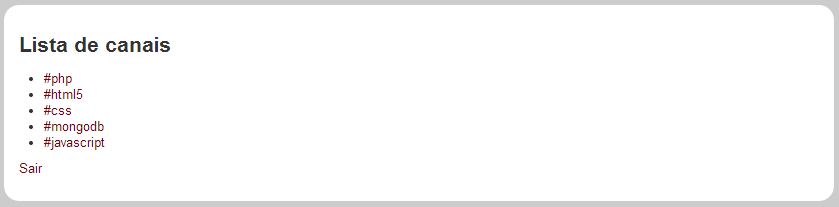 Lista de canais
#php
#html5
#css
#mongodb
#javascript
Sair